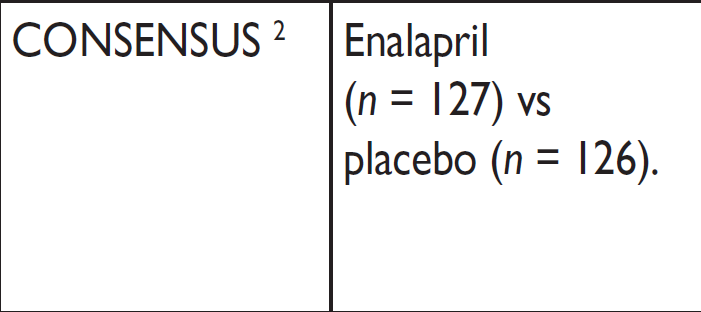 CONSENSUS ²
Enalapril
(n = 127) vs
placebo (n = 126).